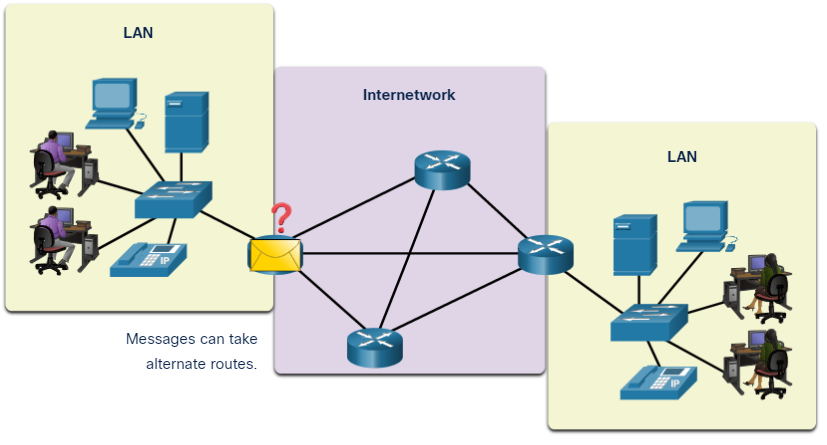 LAN
Internetwork
LAN
?
IP
Messages can take
alternate routes.
IP